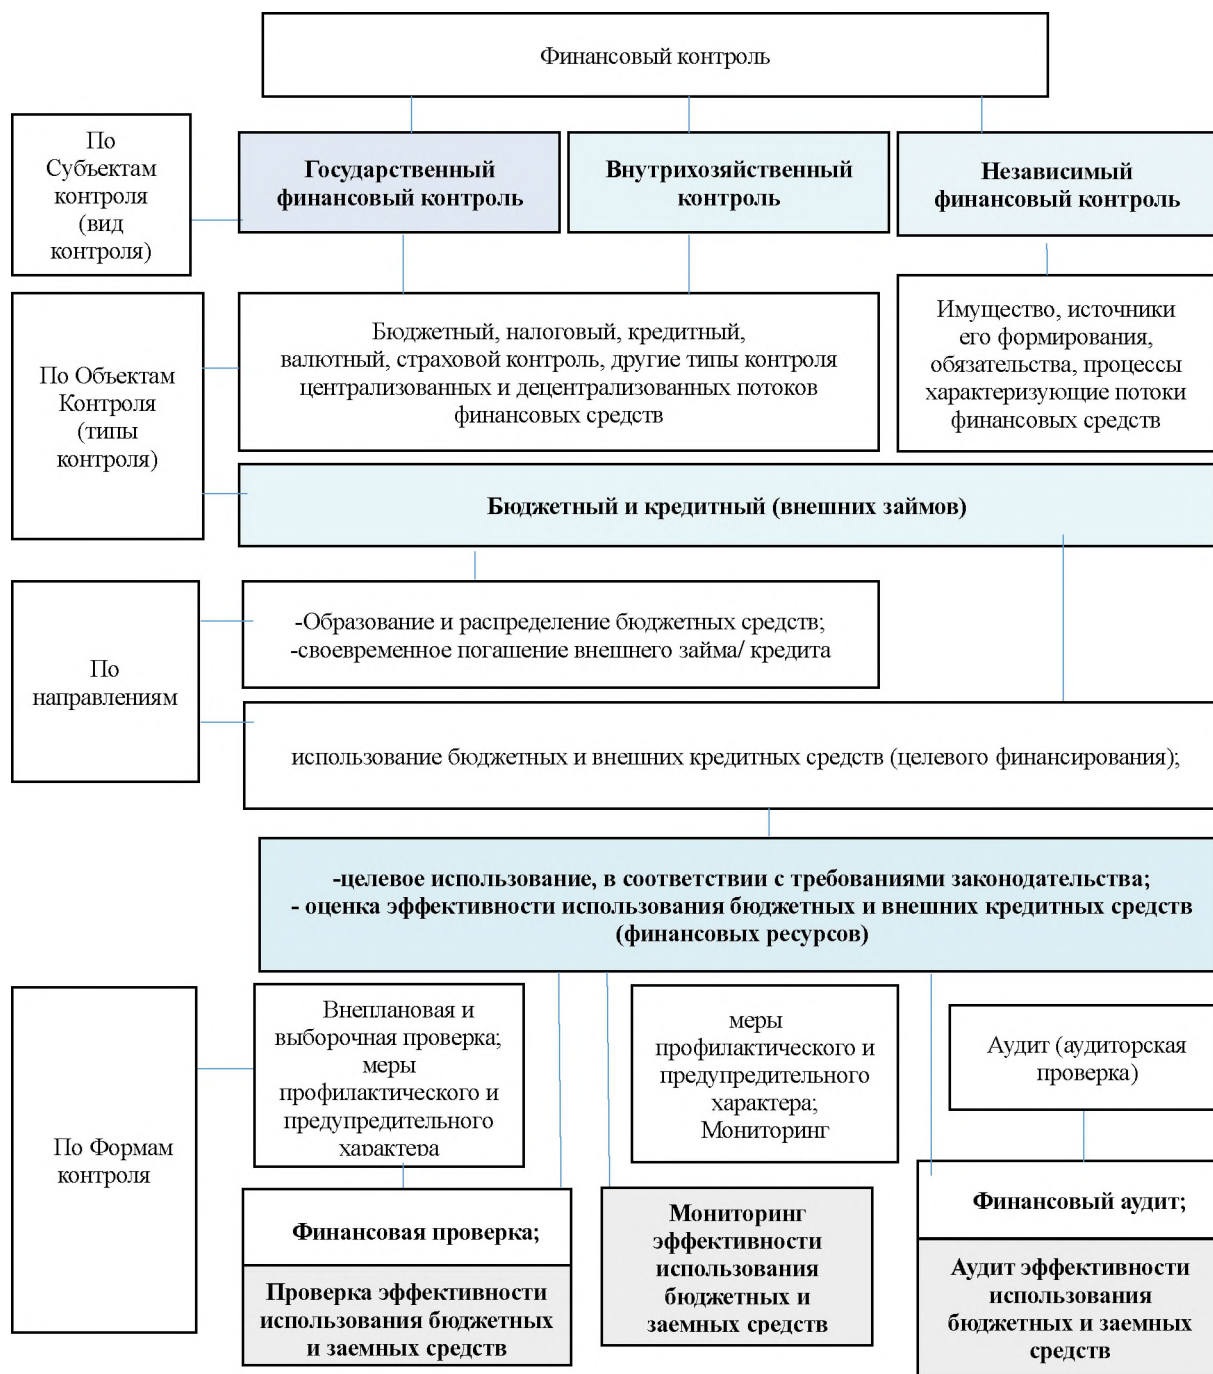 Финансовый контроль
По
Субъектам
контроля
(вид
контроля)
Государственный
финансовый контроль
Внутрихозяйственный
контроль
Независимый
финансовый контроль
По Объектам
Контроля
(типы
контроля)
Бюджетный, налоговый, кредитный,
валютный, страховой контроль, другие типы контроля
централизованных и децентрализованных потоков
финансовых средств
Имущество, источники
его формирования,
обязательства, процессы
характеризующие потоки
финансовых средств
Бюджетный и кредитный (внешних займов)
По
направлениям
-Образование и распределение бюджетных средств;
-своевременное погашение внешнего займа/ кредита
использование бюджетных и внешних кредитных средств (целевого финансирования);
-целевое использование, в соответствии с требованиями законодательства;
- оценка эффективности использования бюджетных и внешних кредитных средств
(финансовых ресурсов)
По Формам
контроля
Внеплановая и
выборочная проверка;
меры
профилактического и
предупредительного
характера
меры
профилактического и
предупредительного
характера;
Мониторинг
Аудит (аудиторская
проверка)
Финансовая проверка;
Проверка эффективности
использования бюджетных
и заемных средств
Мониторинг
эффективности
использования
бюджетных и
заемных средств
Финансовый аудит;
Аудит эффективности
использования
бюджетных и заемных
средств